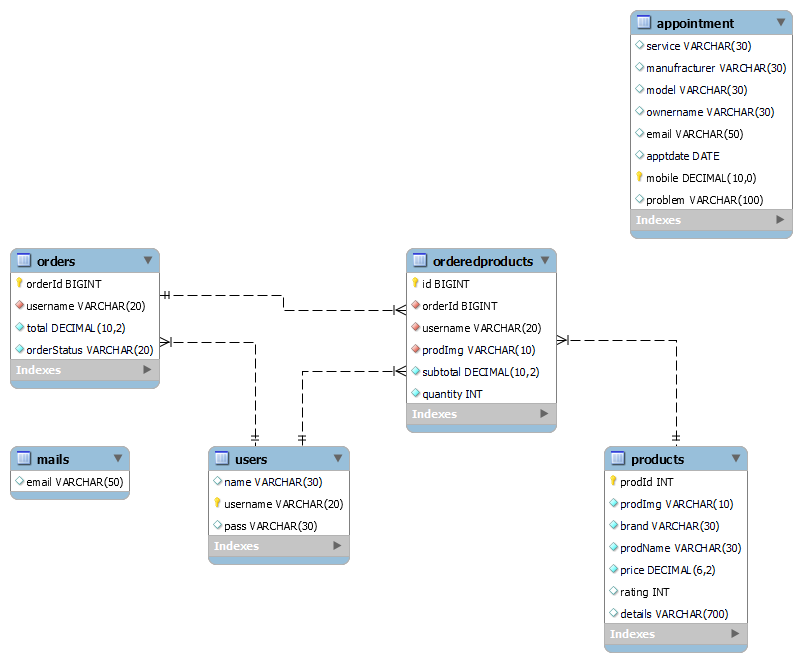 appointment
service VARCHAR(30)
manufracturer VARCHAR(30)
model VARCHAR(30)
ownername VARCHAR(30)
email VARCHAR(50)
apptdate DATE
mobile DECIMAL(10,0)
problem VARCHAR(100)
Indexes
orders
orderId BIGINT
username VARCHAR(20)
total DECIMAL(10,2)
orderStatus VARCHAR(20)
Indexes
orderedproducts
id BIGINT
orderId BIGINT
username VARCHAR(20)
prodImg VARCHAR(10)
subtotal DECIMAL(10,2)
quantity INT
Indexes
mails
email VARCHAR(50)
users
name VARCHAR(30)
username VARCHAR(20)
pass VARCHAR(30)
Indexes
products
prodId INT
prodImg VARCHAR(10)
brand VARCHAR(30)
prodName VARCHAR(30)
price DECIMAL(6,2)
rating INT
details VARCHAR(700)
Indexes